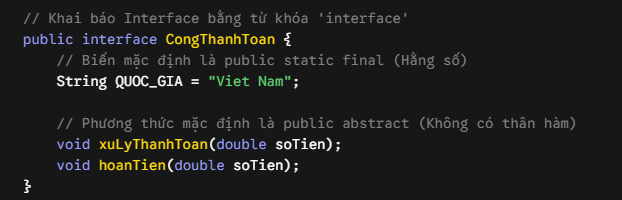 // Khai báo Interface bằng từ khóa 'interface'
public interface CongThanhToan {
// Biến mặc định là public static final (Hằng số)
String QUOC_GIA = "Viet Nam";
// Phương thức mặc định là public abstract (Không có thân hàm)
void xuLyThanhToan(double soTien);
void hoanTien(double soTien);
}